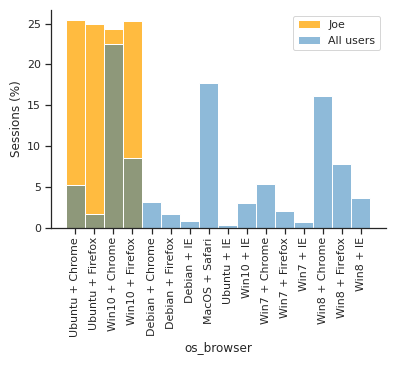 Joe
All users
Sessions (%)
25
20
15
10
5
0
Ubuntu + Chrome
Ubuntu + Firefox
Win10 + Chrome
Win10 + Firefox
Debian + Chrome
Debian + Firefox
Debian + IE
MacOS + Safari
Ubuntu + IE
Win10 + IE
Win7 + Chrome
Win7 + Firefox
Win7 + IE
Win8 + Chrome
Win8 + Firefox
Win8 + IE
os_browser